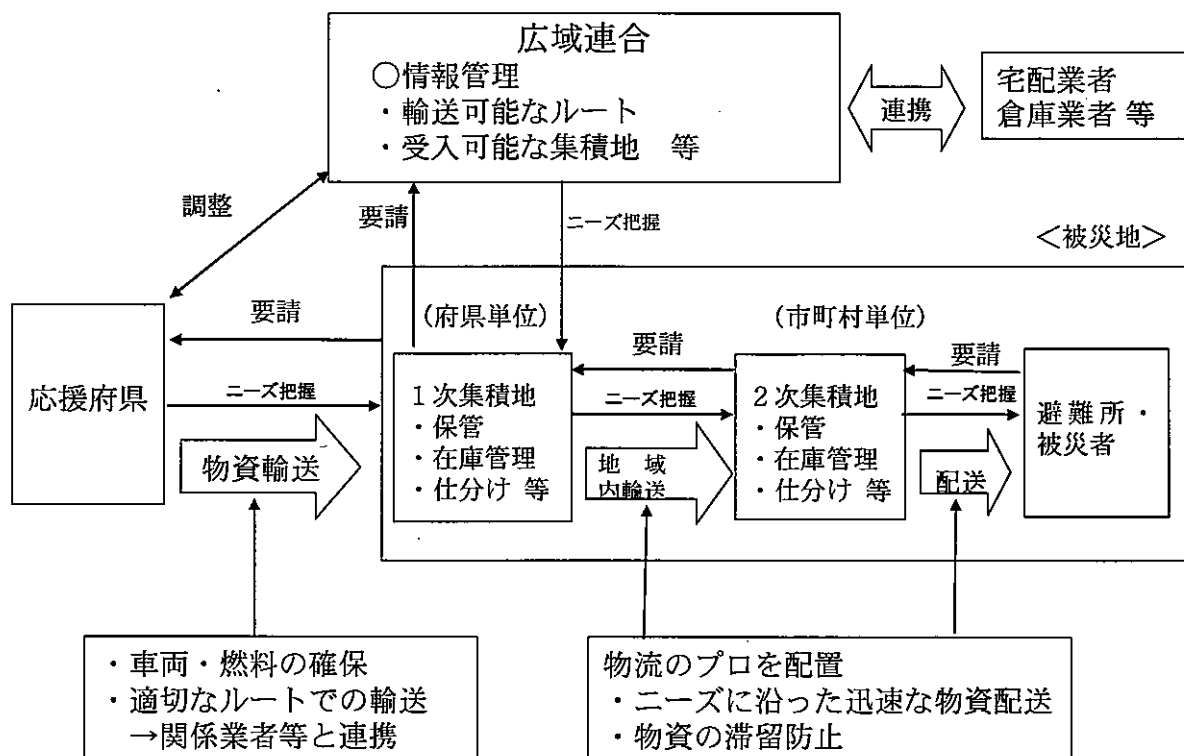 広域連合
○情報管理
・輸送可能なルート
・受入可能な集積地 等
連携
宅配業者
倉庫業者 等
調整
要請
ニーズ把握
＜被災地＞
要請
(府県単位)
(市町村単位)
要請
要請
応援府県
ニーズ把握
1次集積地
・保管
・在庫管理
・仕分け 等
ニーズ把握
2次集積地
・保管
・在庫管理
・仕分け 等
ニーズ把握
避難所・
被災者
物資輸送
地 域
内輸送
配送
・車両・燃料の確保
・適切なルートでの輸送
→関係業者等と連携
物流のプロを配置
・ニーズに沿った迅速な物資配送
・物資の滞留防止